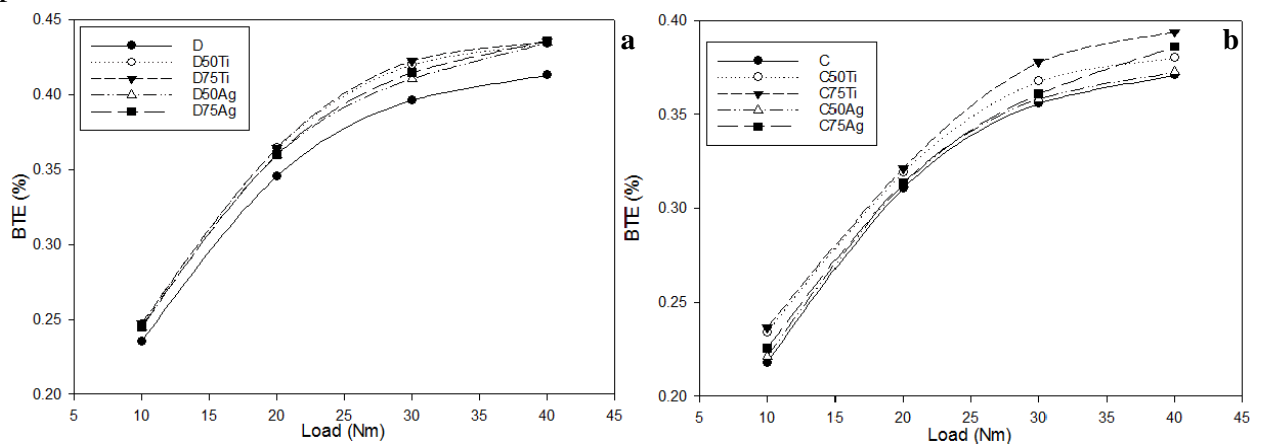 0.45
0.40
0.35
0.30
0.25
0.20
BTE (%)
D
D50Ti
D75Ti
D50Ag
D75Ag
a
5 10 15 20 25 30 35 40 45
Load (Nm)
0.40
0.35
0.30
0.25
0.20
BTE (%)
C
C50Ti
C75Ti
C50Ag
C75Ag
b
5 10 15 20 25 30 35 40 45
Load (Nm)